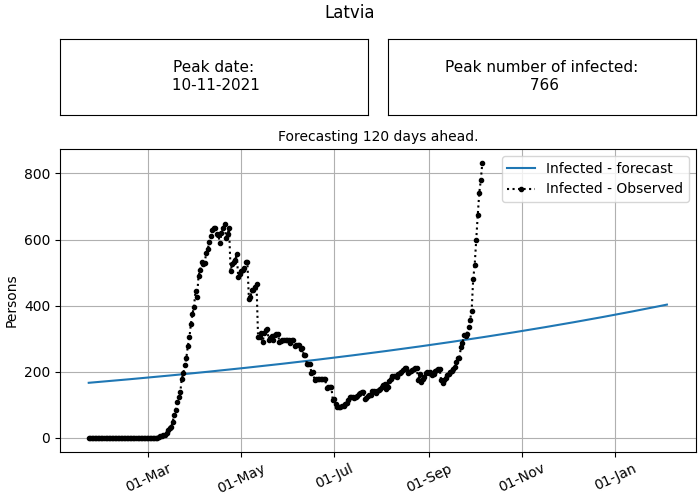 Latvia
Peak date:
10-11-2021
Peak number of infected:
766
Forecasting 120 days ahead.
Infected - forecast
Infected - Observed
Persons
800
600
400
200
0
01-Mar
01-May
01-Jul
01-Sep
01-Nov
01-Jan